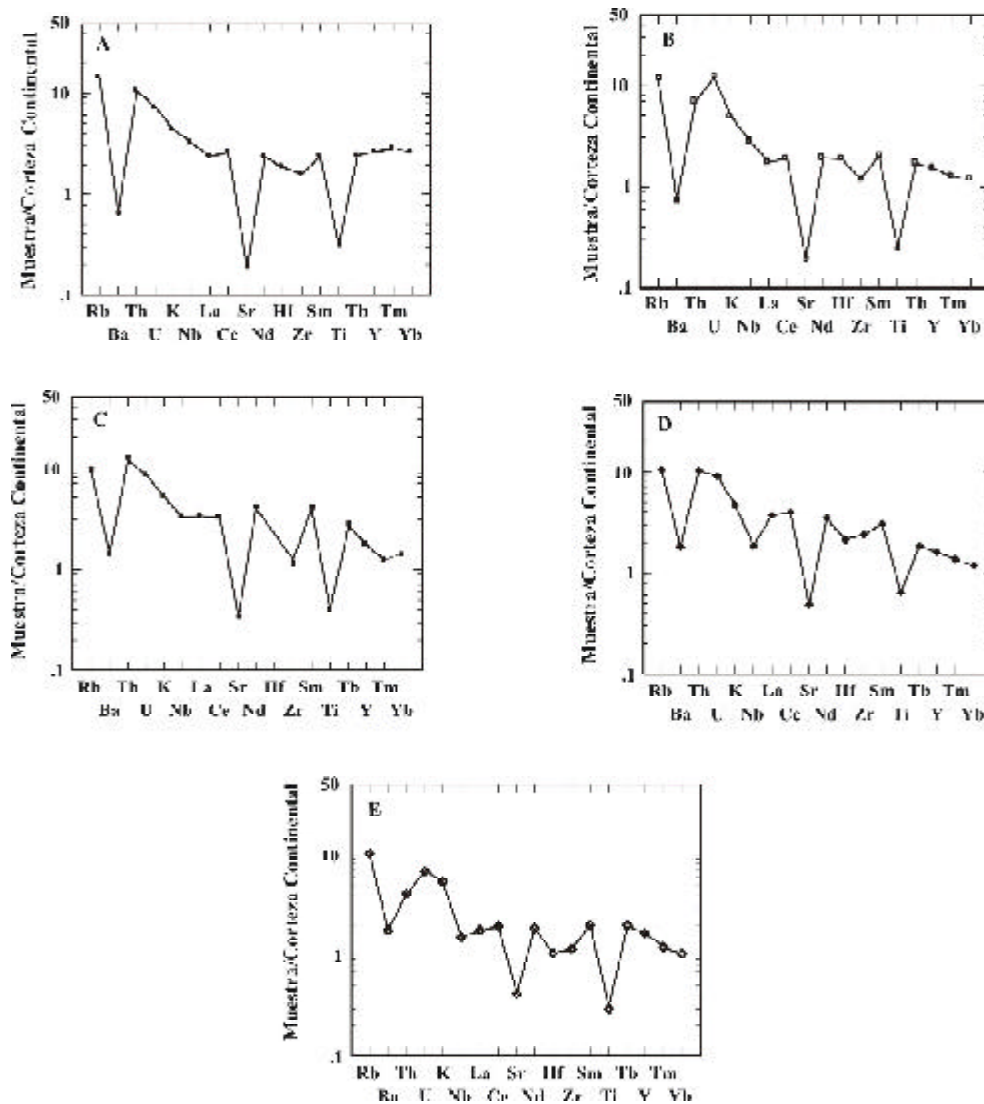 Muestra/Corteza Continental
A
50
10
1
.1
Rb Th K La Sr Hf Sm Tb Tm
Ba U Nb Ce Nd Zr Ti Y Yb
Muestra/Corteza Continental
B
50
10
1
.1
Rb Th K La Sr Hf Sm Tb Tm
Ba U Nb Ce Nd Zr Ti Y Yb
Muestra/Corteza Continental
C
50
10
1
.1
Rb Th K La Sr Hf Sm Tb Tm
Ba U Nb Ce Nd Zr Ti Y Yb
Muestra/Corteza Continental
D
50
10
1
.1
Rb Th K La Sr Hf Sm Tb Tm
Ba U Nb Ce Nd Zr Ti Y Yb
Muestra/Corteza Continental
E
50
10
1
.1
Rb Th K La Sr Hf Sm Tb Tm
Ba U Nb Ce Nd Zr Ti Y Yb